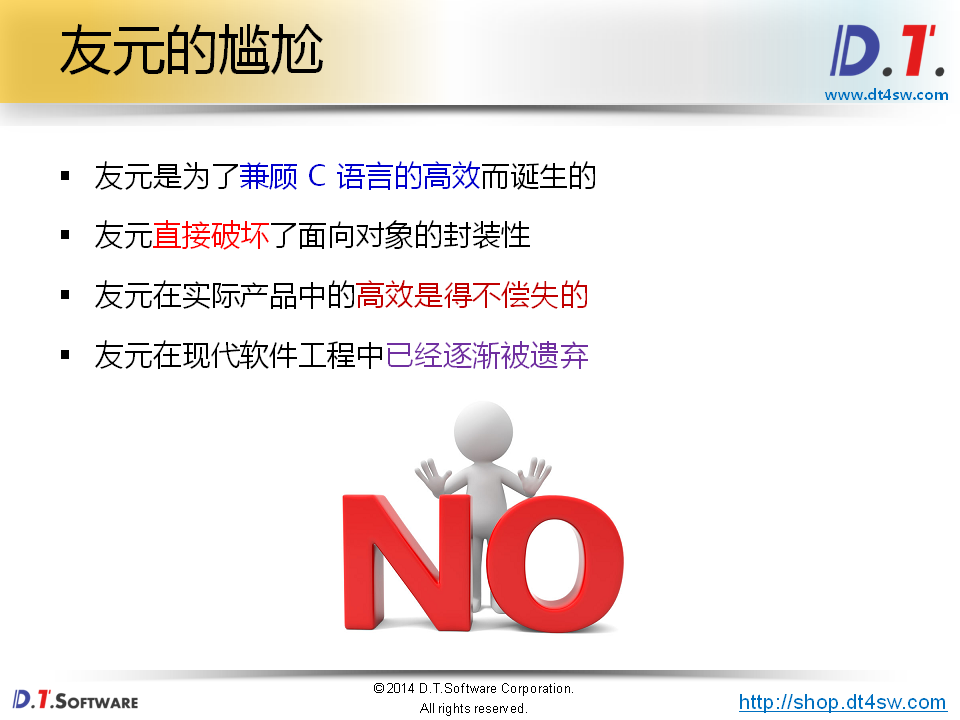 友元的尴尬
D.T.
www.dt4sw.com
▪ 友元是为了兼顾 C 语言的高效而诞生的
▪ 友元直接破坏了面向对象的封装性
▪ 友元在实际产品中的高效是得不偿失的
▪ 友元在现代软件工程中已经逐渐被遗弃
NO
D.T.SOFTWARE
©2014 D.T.Software Corporation.
All rights reserved.
http://shop.dt4sw.com